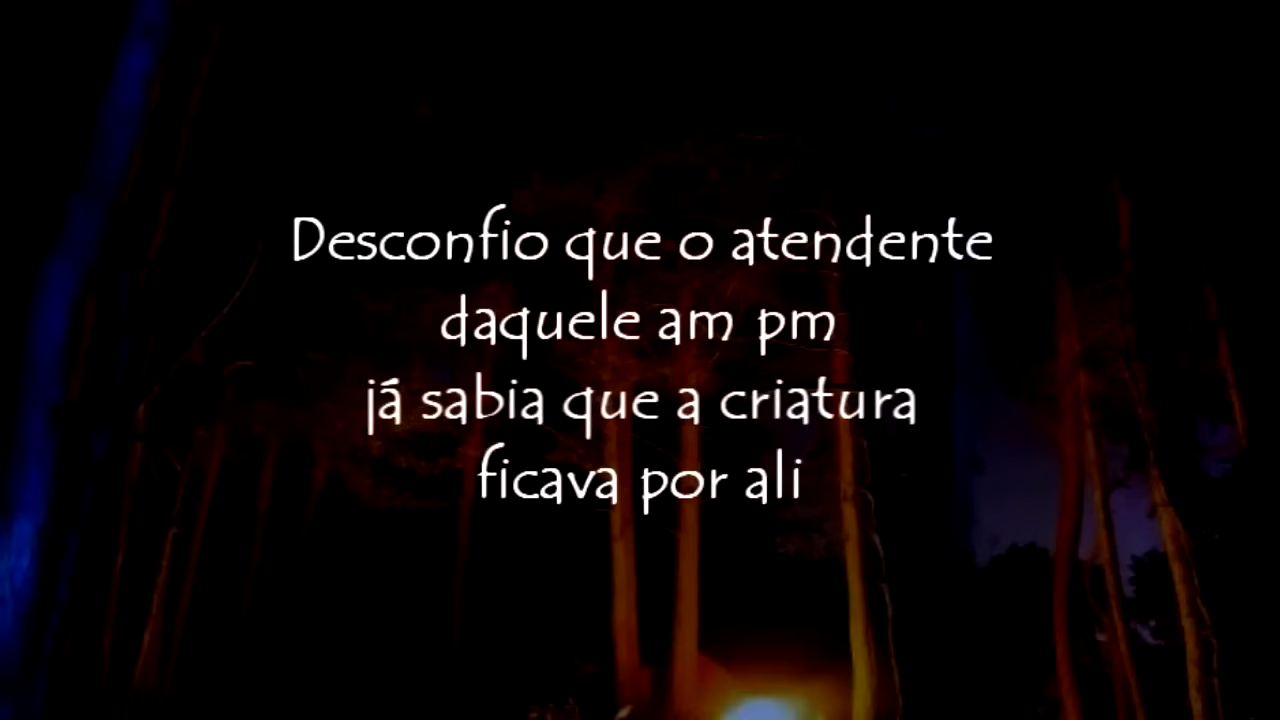 Desconfio que o atendente
daquele am pm
já sabia que a criatura
ficava por ali